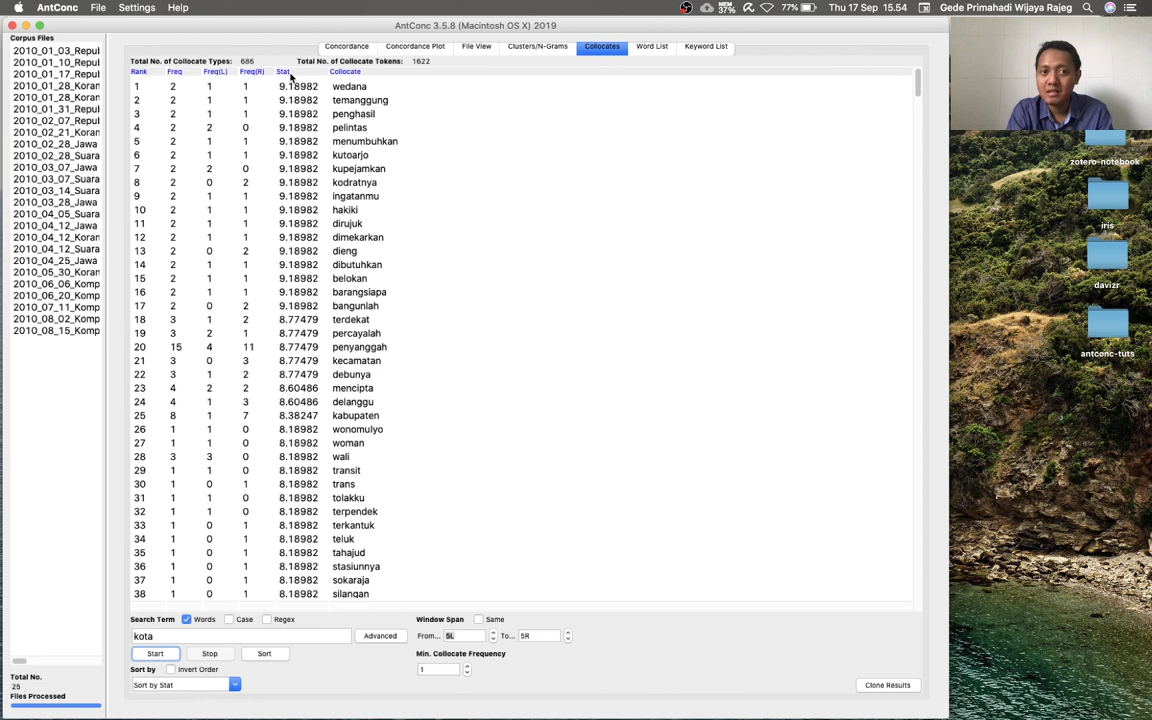 AntConc File Settings Help MEM 37% 77% Thu 17 Sep 15.54 Gede Primahadi Wijaya Rajeg
AntConc 3.5.8 (Macintosh OS X) 2019
Corpus Files
2010_01_03_Repub
2010_01_10_Repub
2010_01_17_Repub
2010_01_28_Koran
2010_01_28_Koran
2010_01_31_Repub
2010_02_07_Repub
2010_02_21_Koran
2010_02_28_Jawa
2010_02_28_Suara
2010_03_07_Jawa
2010_03_07_Suara
2010_03_14_Suara
2010_03_28_Jawa
2010_04_05_Suara
2010_04_12_Jawa
2010_04_12_Koran
2010_04_12_Suara
2010_04_25_Jawa
2010_05_30_Koran
2010_06_06_Komp
2010_06_20_Komp
2010_07_11_Komp
2010_08_02_Komp
2010_08_15_Komp
Total No.
25
Files Processed
Concordance Concordance Plot File View Clusters/N-Grams Collocates Word List Keyword List
Total No. of Collocate Types: 686 Total No. of Collocate Tokens: 1622
Rank Freq Freq(L) Freq(R) Stat Collocate
1 2 1 1 9.18982 wedana
2 2 1 1 9.18982 temanggung
3 2 1 1 9.18982 penghasil
4 2 2 0 9.18982 pelintas
5 2 1 1 9.18982 menumbuhkan
6 2 1 1 9.18982 kutoarjo
7 2 2 0 9.18982 kupejamkan
8 2 0 2 9.18982 kodratnya
9 2 1 1 9.18982 ingatanmu
10 2 1 1 9.18982 hakiki
11 2 1 1 9.18982 dirujuk
12 2 1 1 9.18982 dimekarkan
13 2 0 2 9.18982 dieng
14 2 1 1 9.18982 dibutuhkan
15 2 1 1 9.18982 belokan
16 2 1 1 9.18982 barangsiapa
17 2 0 2 9.18982 bangunlah
18 3 1 2 8.77479 terdekat
19 3 2 1 8.77479 percayalah
20 15 4 11 8.77479 penyanggah
21 3 0 3 8.77479 kecamatan
22 3 1 2 8.77479 debunya
23 4 2 2 8.60486 mencipta
24 4 1 3 8.60486 delanggu
25 8 1 7 8.38247 kabupaten
26 1 1 0 8.18982 wonomulyo
27 1 1 0 8.18982 woman
28 3 3 0 8.18982 wali
29 1 1 0 8.18982 transit
30 1 0 1 8.18982 trans
31 1 1 0 8.18982 tolakku
32 1 1 0 8.18982 terpendek
33 1 0 1 8.18982 terkantuk
34 1 0 1 8.18982 teluk
35 1 0 1 8.18982 tahajud
36 1 0 1 8.18982 stasiunnya
37 1 0 1 8.18982 sokaraja
38 1 0 1 8.18982 silangan
Search Term Words Case Regex Window Span Same
kota Advanced From... 5L To... 5R
Start Stop Sort Min. Collocate Frequency
Sort by Invert Order 1
Sort by Stat Clone Results
zotero-notebook
iris
davizr
antconc-tuts